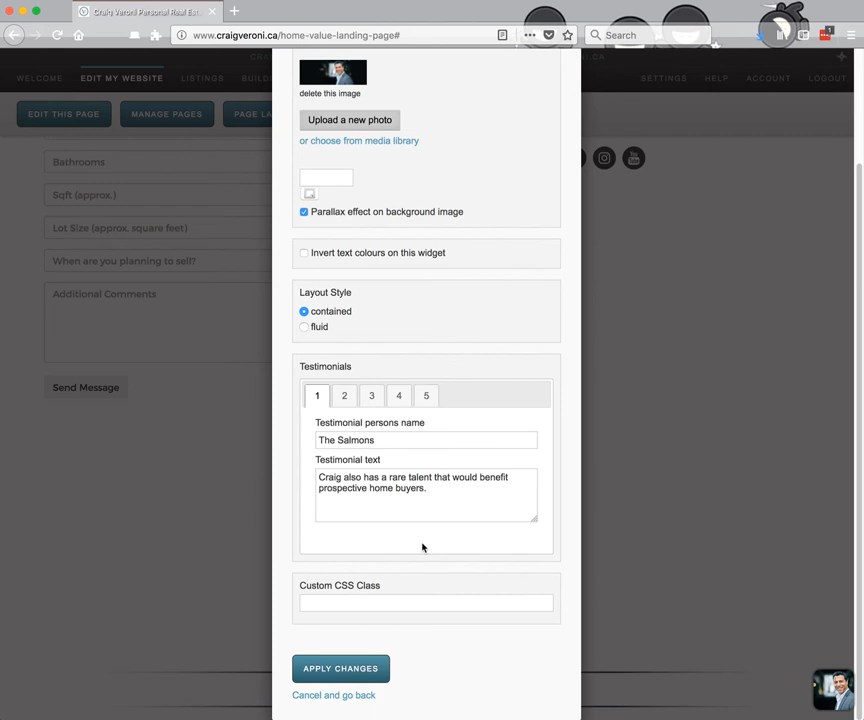 Craig Veroni Personal Real Est...
www.craigveroni.ca/home-value-landing-page#
Search
1
WELCOME
EDIT MY WEBSITE
LISTINGS
SETTINGS
HELP
ACCOUNT
LOGOUT
EDIT THIS PAGE
MANAGE PAGES
delete this image
Upload a new photo
or choose from media library
Bathrooms
Sqft (approx.)
Lot Size (approx. square feet)
When are you planning to sell?
Additional Comments
Send Message
Parallax effect on background image
Invert text colours on this widget
Layout Style
contained
fluid
Testimonials
1 2 3 4 5
Testimonial persons name
The Salmons
Testimonial text
Craig also has a rare talent that would benefit
prospective home buyers.
Custom CSS Class
APPLY CHANGES
Cancel and go back